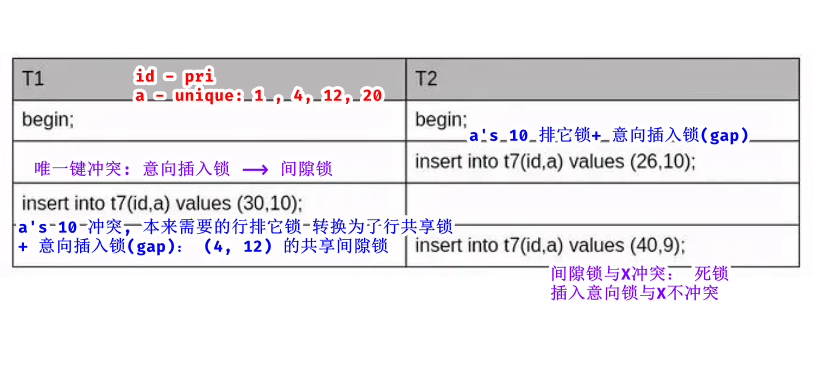 T1
id - pri
a - unique: 1 , 4, 12, 20
T2
begin;
begin;
a's 10 排它锁+ 意向插入锁(gap)
唯一键冲突: 意向插入锁 ——> 间隙锁
insert into t7(id,a) values (26,10);
insert into t7(id,a) values (30,10);
a's 10 冲突, 本来需要的行排它锁 转换为了行共享锁
+ 意向插入锁(gap): (4, 12) 的共享间隙锁
insert into t7(id,a) values (40,9);
间隙锁与X冲突: 死锁
插入意向锁与X不冲突